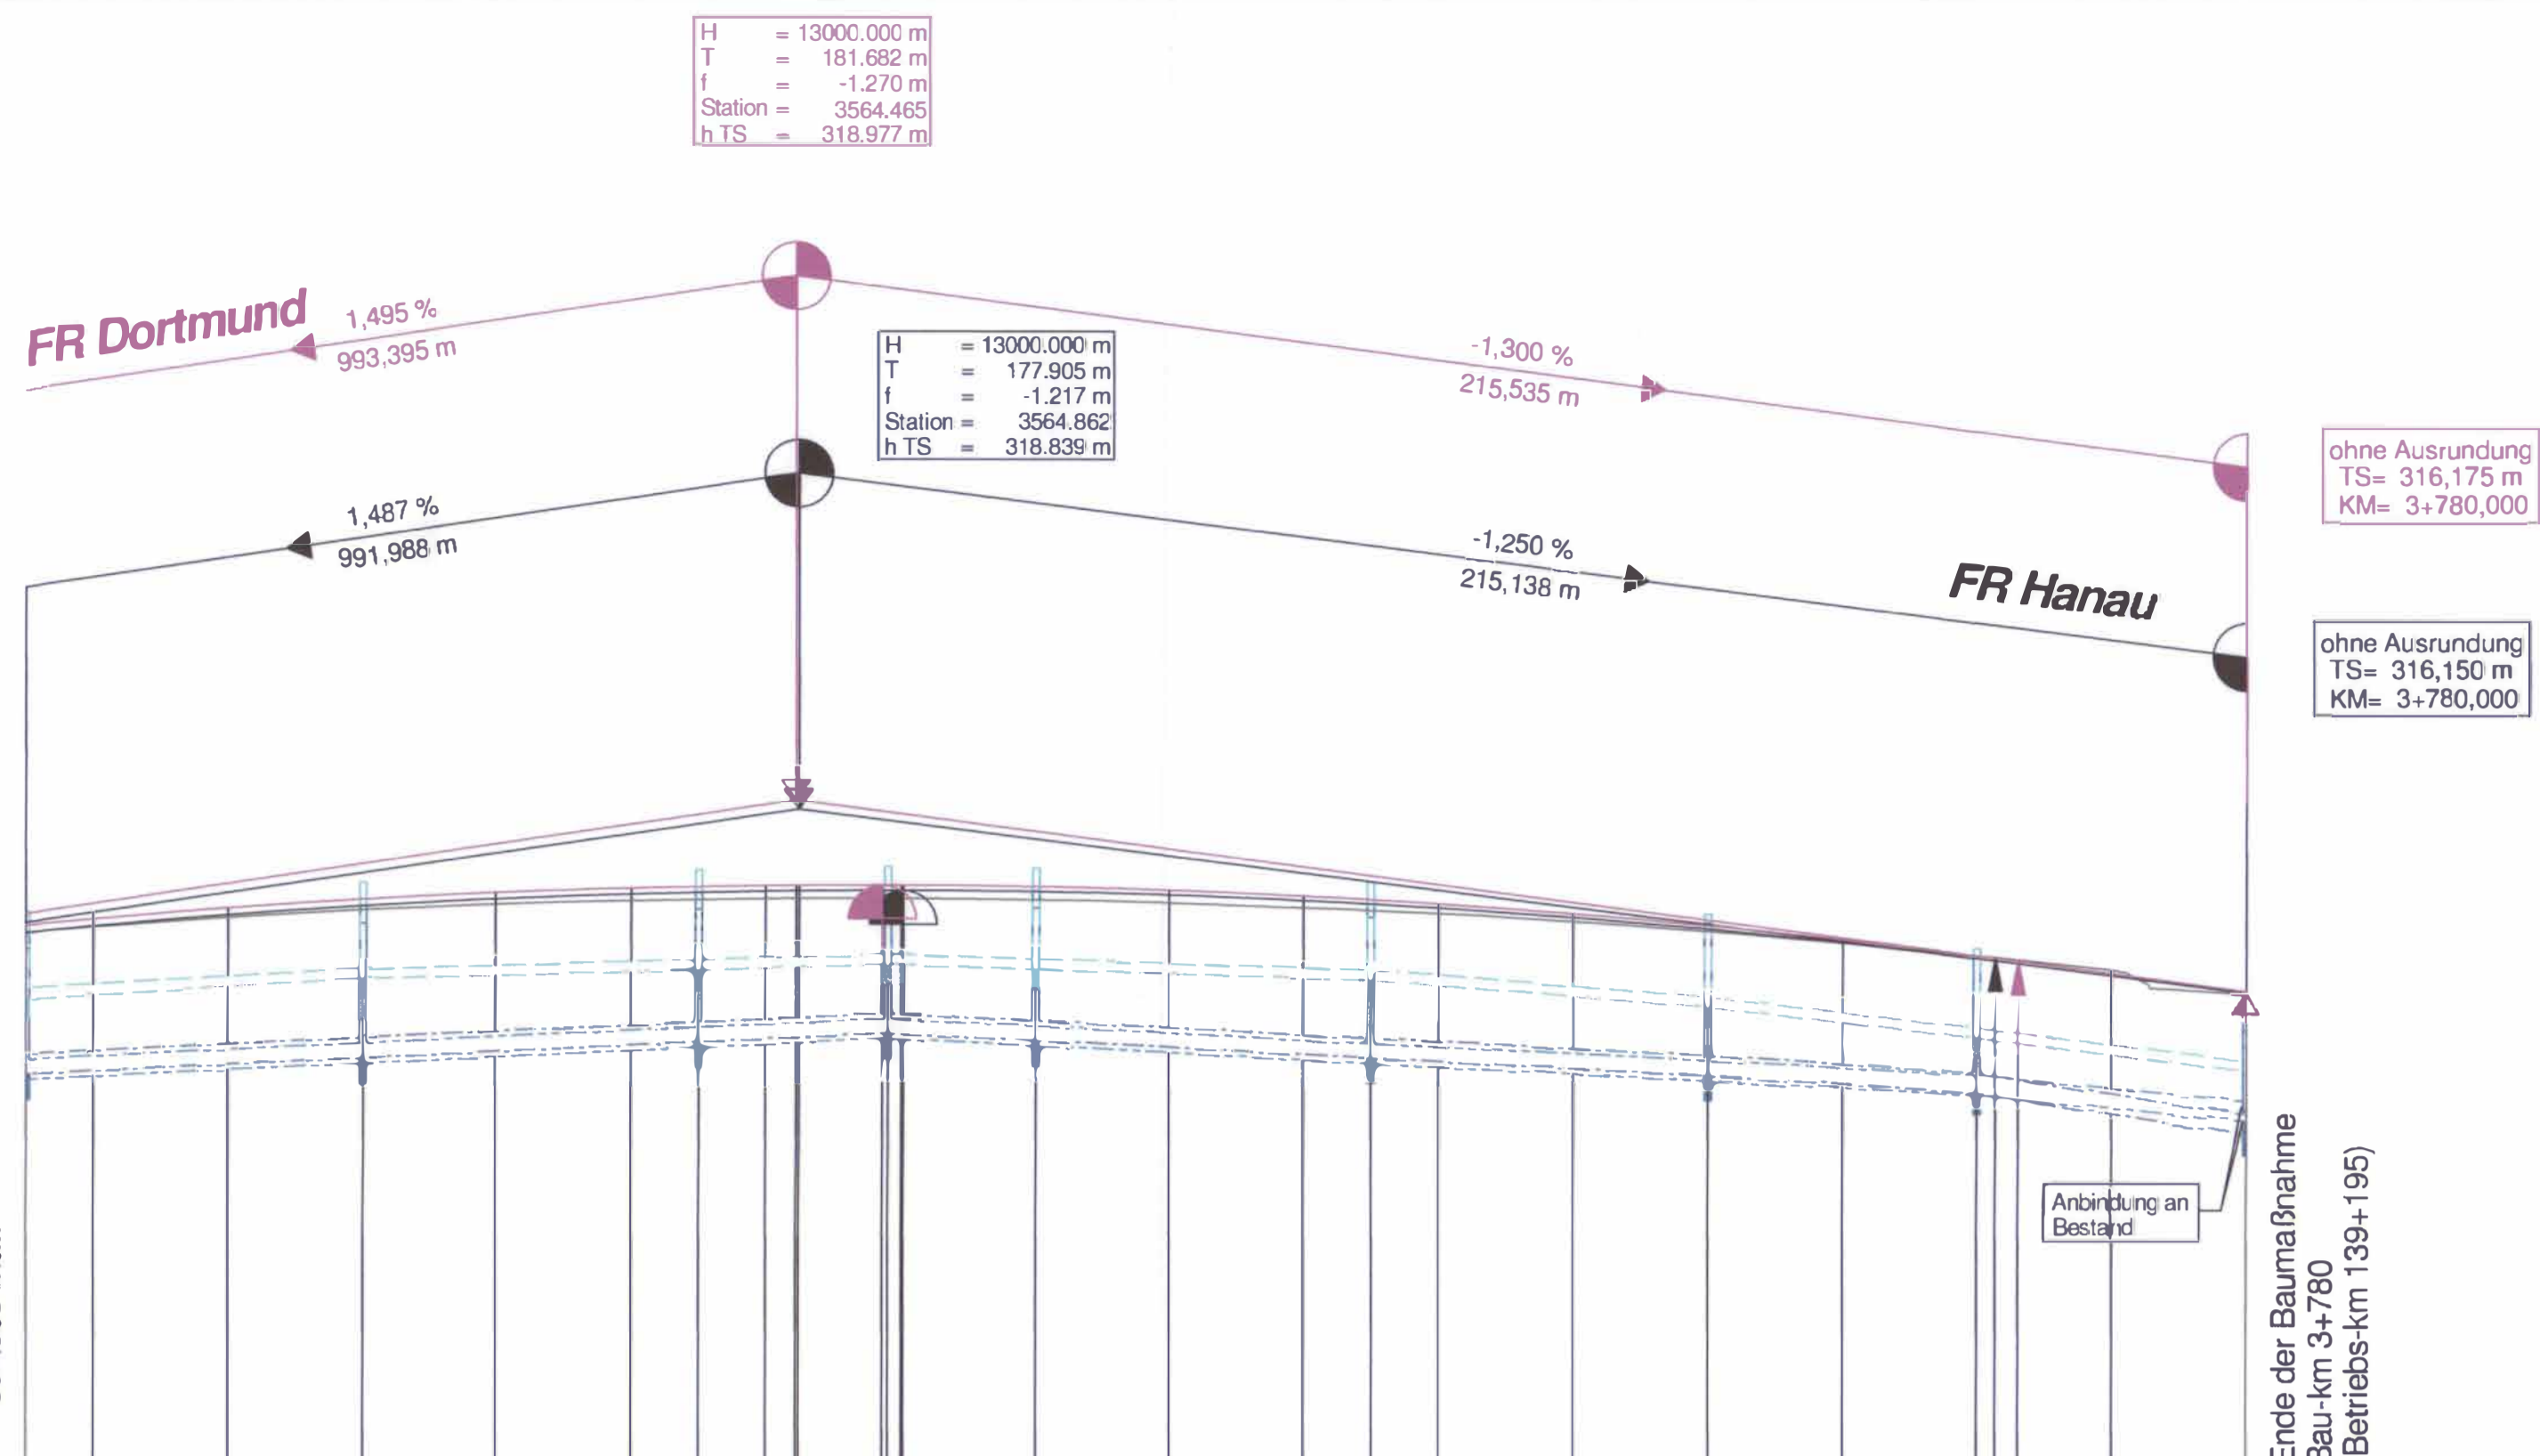 H = 13000.000 m
T = 181.682 m
f = -1.270 m
Station = 3564.465
h TS = 318.977 m
FR Dortmund
1,495 %
993,395 m
-1,300 %
215,535 m
H = 13000.000 m
T = 177.905 m
f = -1.217 m
Station = 3564.862
h TS = 318.839 m
ohne Ausrundung
TS= 316,175 m
KM= 3+780,000
1,487 %
991,988 m
-1,250 %
215,138 m
FR Hanau
ohne Ausrundung
TS= 316,150 m
KM= 3+780,000
Anbindung an
Bestand
Ende der Baumaßnahme
Bau-km 3+780
Betriebs-km 139+195)